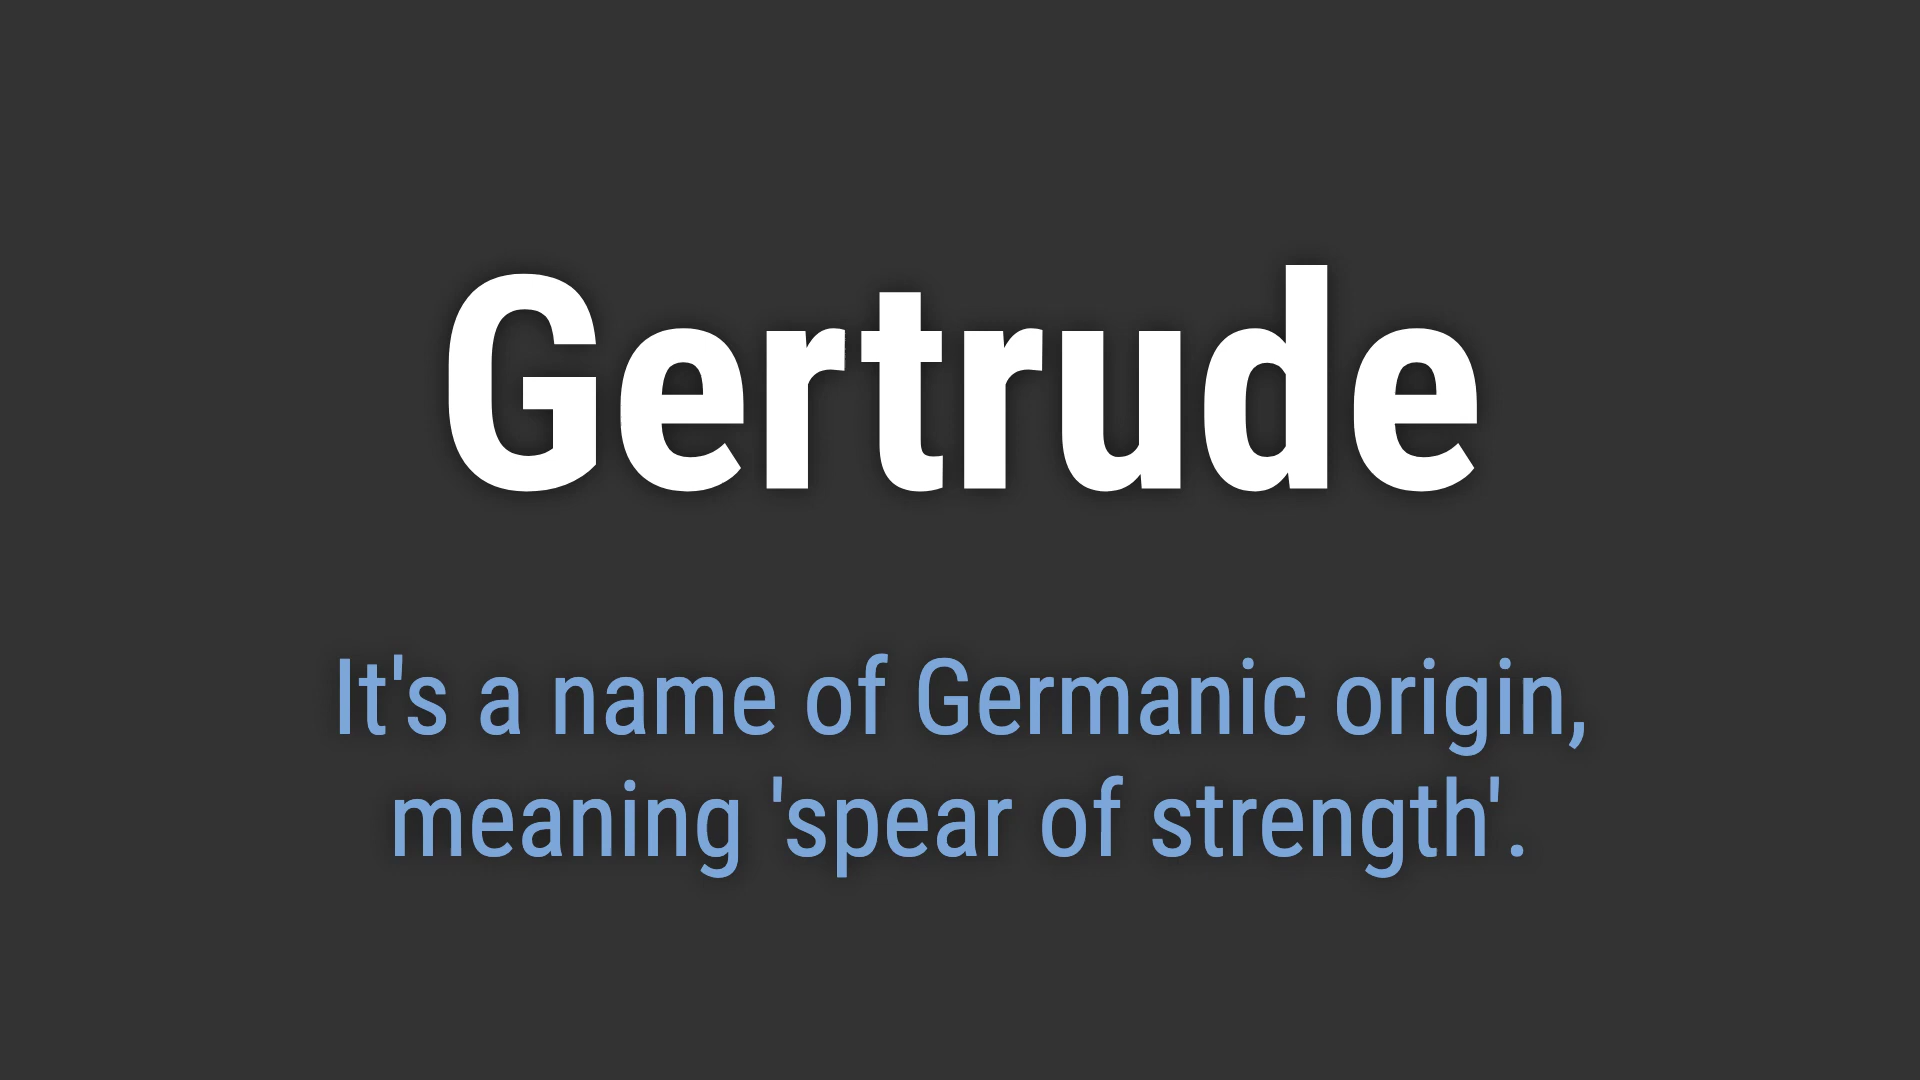 Gertrude
It's a name of Germanic origin,
meaning 'spear of strength'.